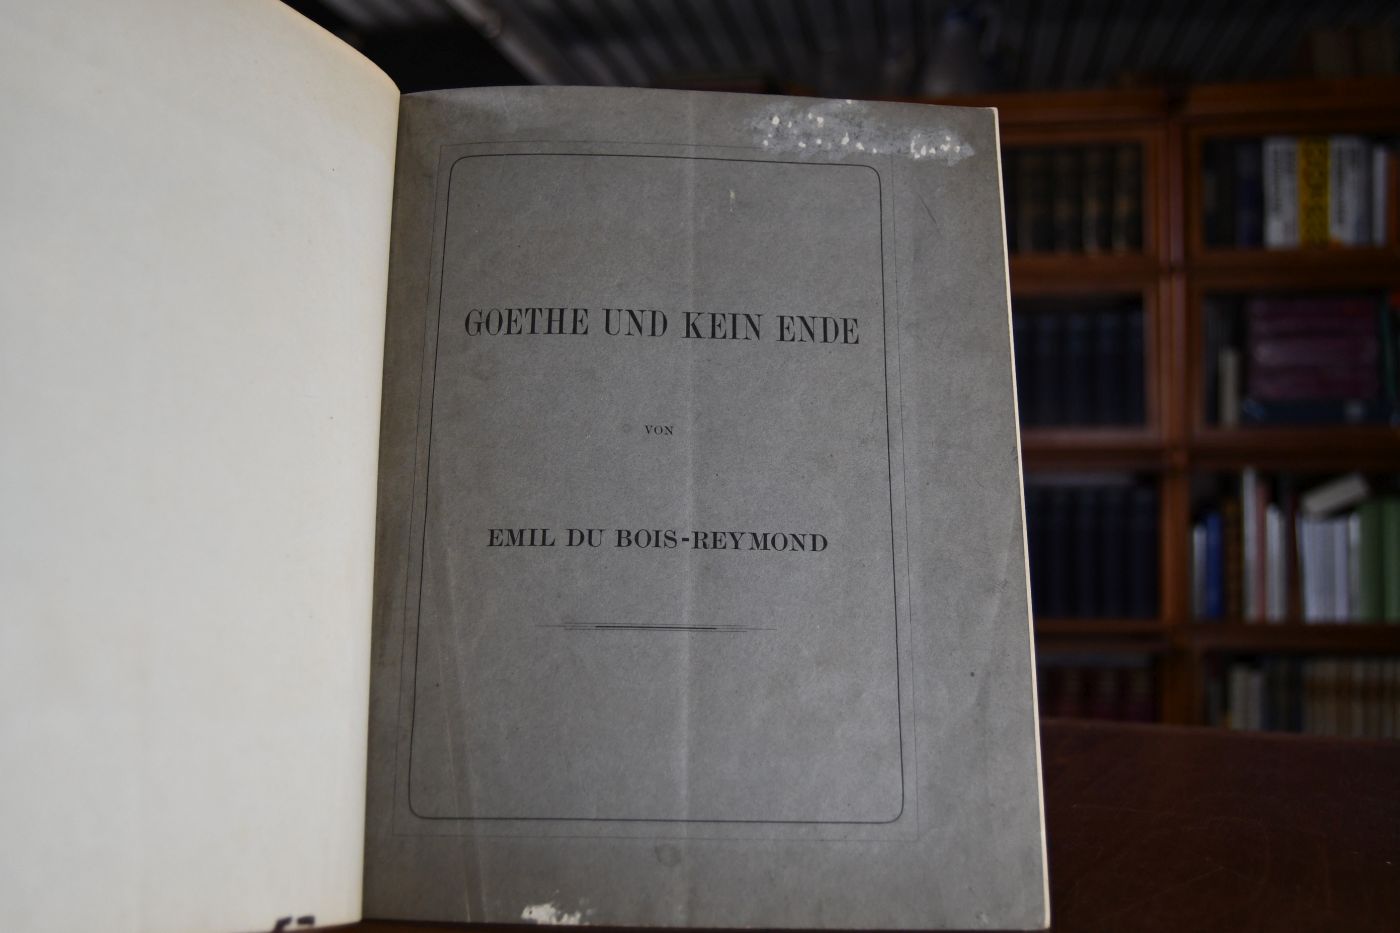 GOETHE UND KEIN ENDE
VON
EMIL DU BOIS-REYMOND